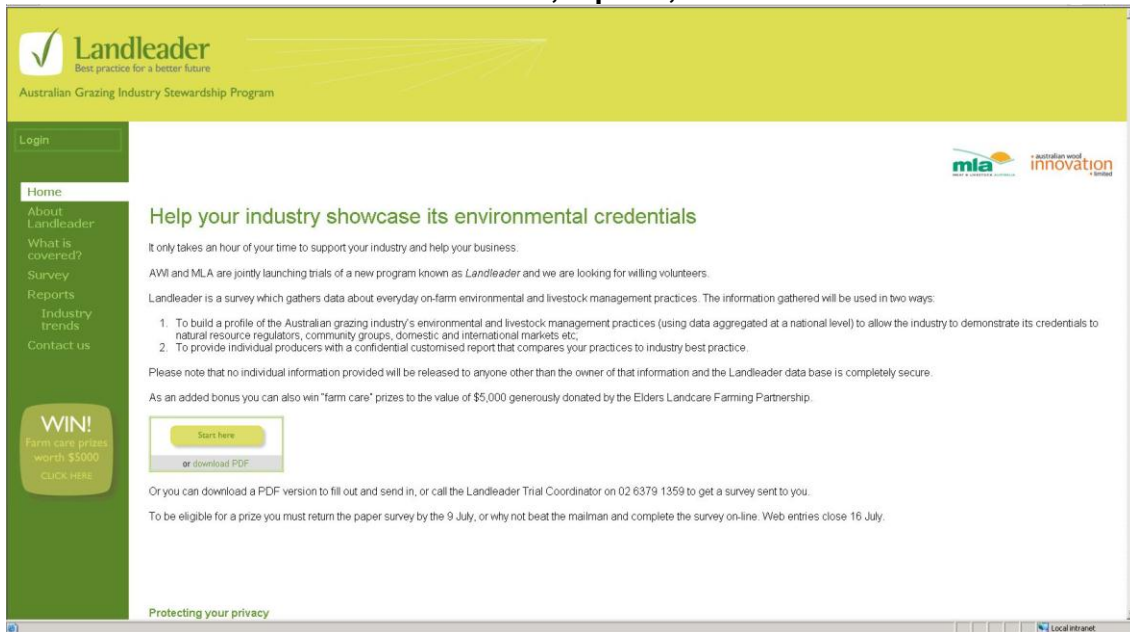 Landleader
Best practice for a better future
Australian Grazing Industry Stewardship Program
Login
Home
About
Landleader
What is
covered?
Survey
Reports
Industry
trends
Contact us
WIN!
Farm care prizes
worth $5000
CLICK HERE
mla
MEAT & LIVESTOCK AUSTRALIA
australian wool
innovation
limited
Help your industry showcase its environmental credentials
It only takes an hour of your time to support your industry and help your business.
AWI and MLA are jointly launching trials of a new program known as Landleader and we are looking for willing volunteers.
Landleader is a survey which gathers data about everyday on-farm environmental and livestock management practices. The information gathered will be used in two ways:
1. To build a profile of the Australian grazing industry's environmental and livestock management practices (using data aggregated at a national level) to allow the industry to demonstrate its credentials to
natural resource regulators, community groups, domestic and international markets etc;
2. To provide individual producers with a confidential customised report that compares your practices to industry best practice.
Please note that no individual information provided will be released to anyone other than the owner of that information and the Landleader data base is completely secure.
As an added bonus you can also win "farm care" prizes to the value of $5,000 generously donated by the Elders Landcare Farming Partnership.
Start here
or download PDF
Or you can download a PDF version to fill out and send in, or call the Landleader Trial Coordinator on 02 6379 1359 to get a survey sent to you.
To be eligible for a prize you must return the paper survey by the 9 July, or why not beat the mailman and complete the survey on-line. Web entries close 16 July.
Protecting your privacy
Local intranet